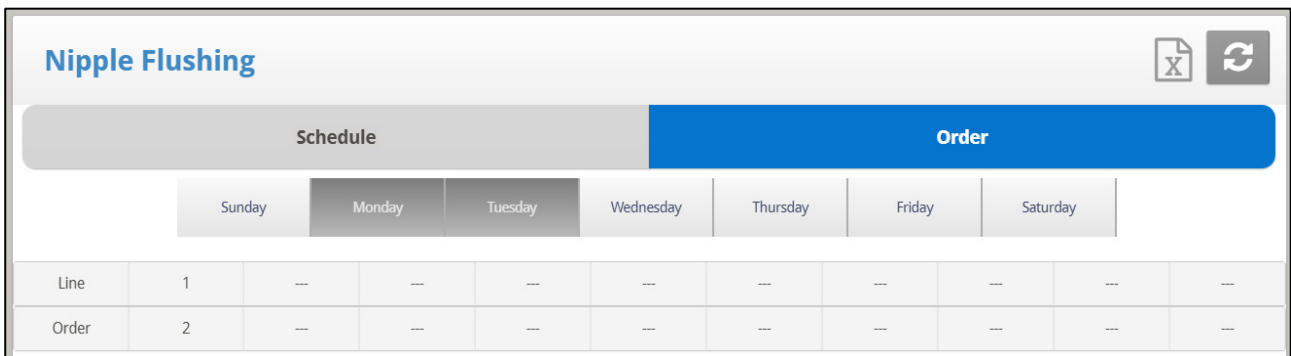 Nipple Flushing X
Schedule Order
Sunday Monday Tuesday Wednesday Thursday Friday Saturday
Line 1 --- --- --- --- --- --- --- --- ---
Order 2 --- --- --- --- --- --- --- --- ---